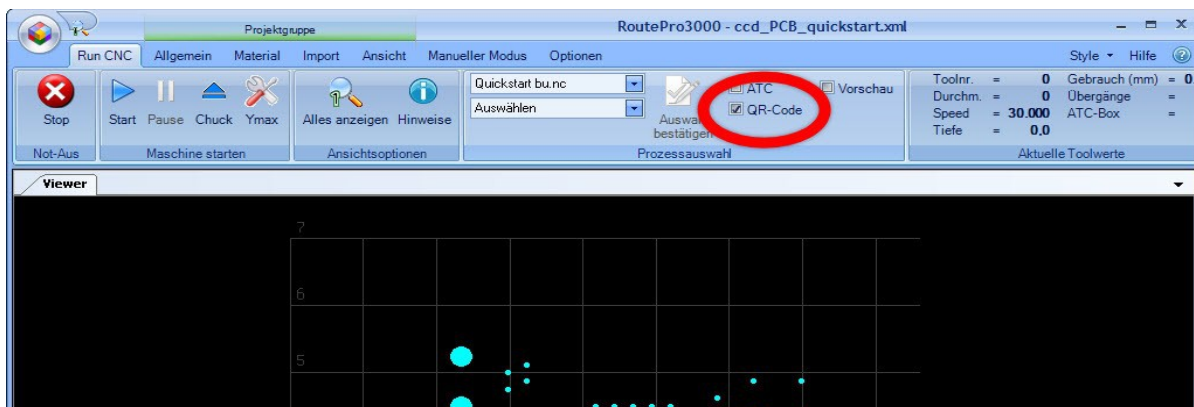 Projektgruppe
RoutePro3000 - ccd_PCB_quickstart.xml
Run CNC Allgemein Material Import Ansicht Manueller Modus Optionen Style Hilfe
Stop
Start Pause Chuck Ymax
Alles anzeigen Hinweise
Quickstart bu.nc
Auswählen
bestätigen
ATC
QR-Code
Vorschau
Toolnr. = 0 Gebrauch (mm) = 0
Durchm. = 0 Übergänge =
Speed = 30.000 ATC-Box =
Tiefe = 0,0
Not-Aus Maschine starten Ansichtsoptionen Prozessauswahl Aktuelle Toolwerte
Viewer
7
6
5